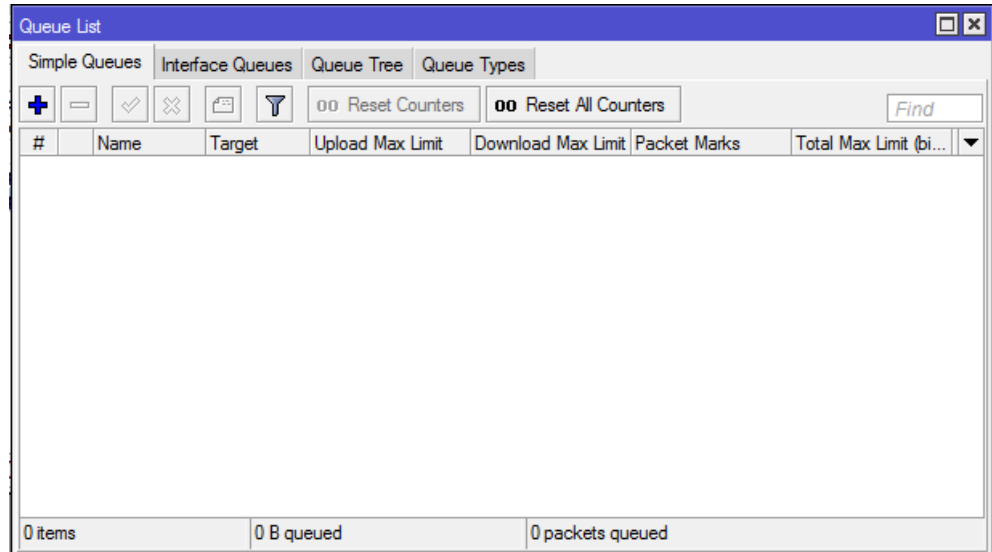 Queue List
Simple Queues Interface Queues Queue Tree Queue Types
00 Reset Counters 00 Reset All Counters Find
# Name Target Upload Max Limit Download Max Limit Packet Marks Total Max Limit (bi...
0 items 0 B queued 0 packets queued